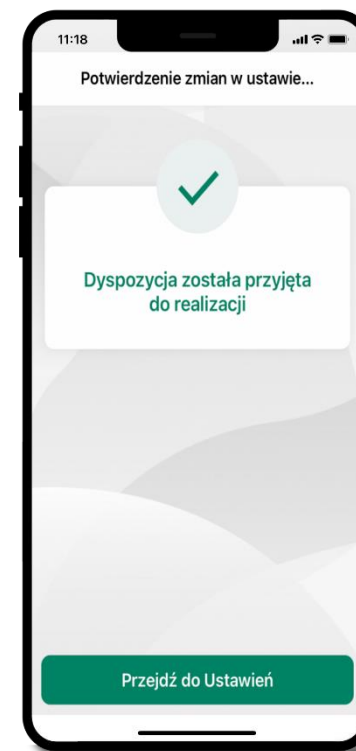 11:18
Potwierdzenie zmian w ustawie...
Dyspozycja została przyjęta
do realizacji
Przejdź do Ustawień